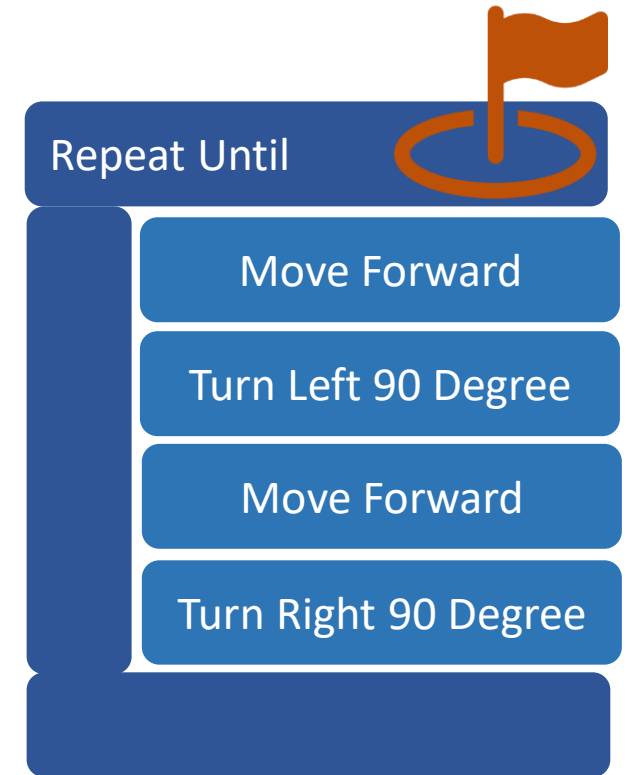 Repeat Until
Move Forward
Turn Left 90 Degree
Move Forward
Turn Right 90 Degree